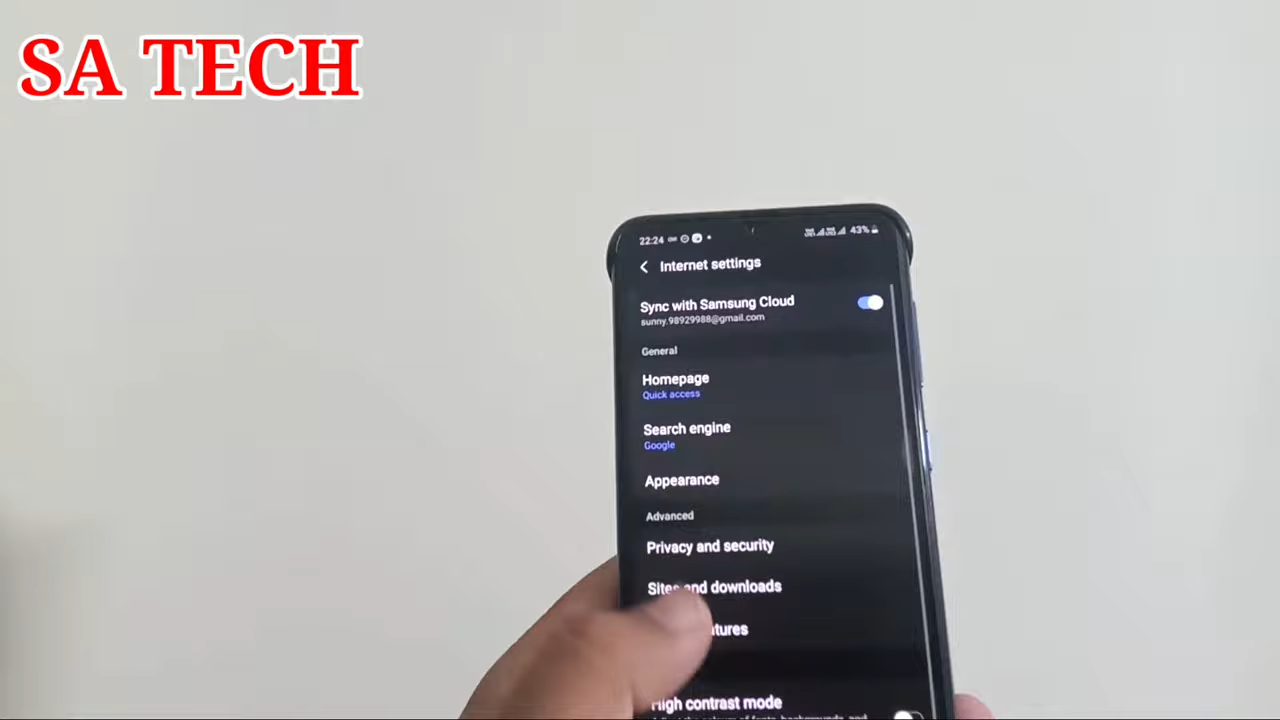 SA TECH
22:24
43%
Internet settings
Sync with Samsung Cloud
sunny.98929988@gmail.com
General
Homepage
Quick access
Search engine
Google
Appearance
Advanced
Privacy and security
Sites and downloads
High contrast mode